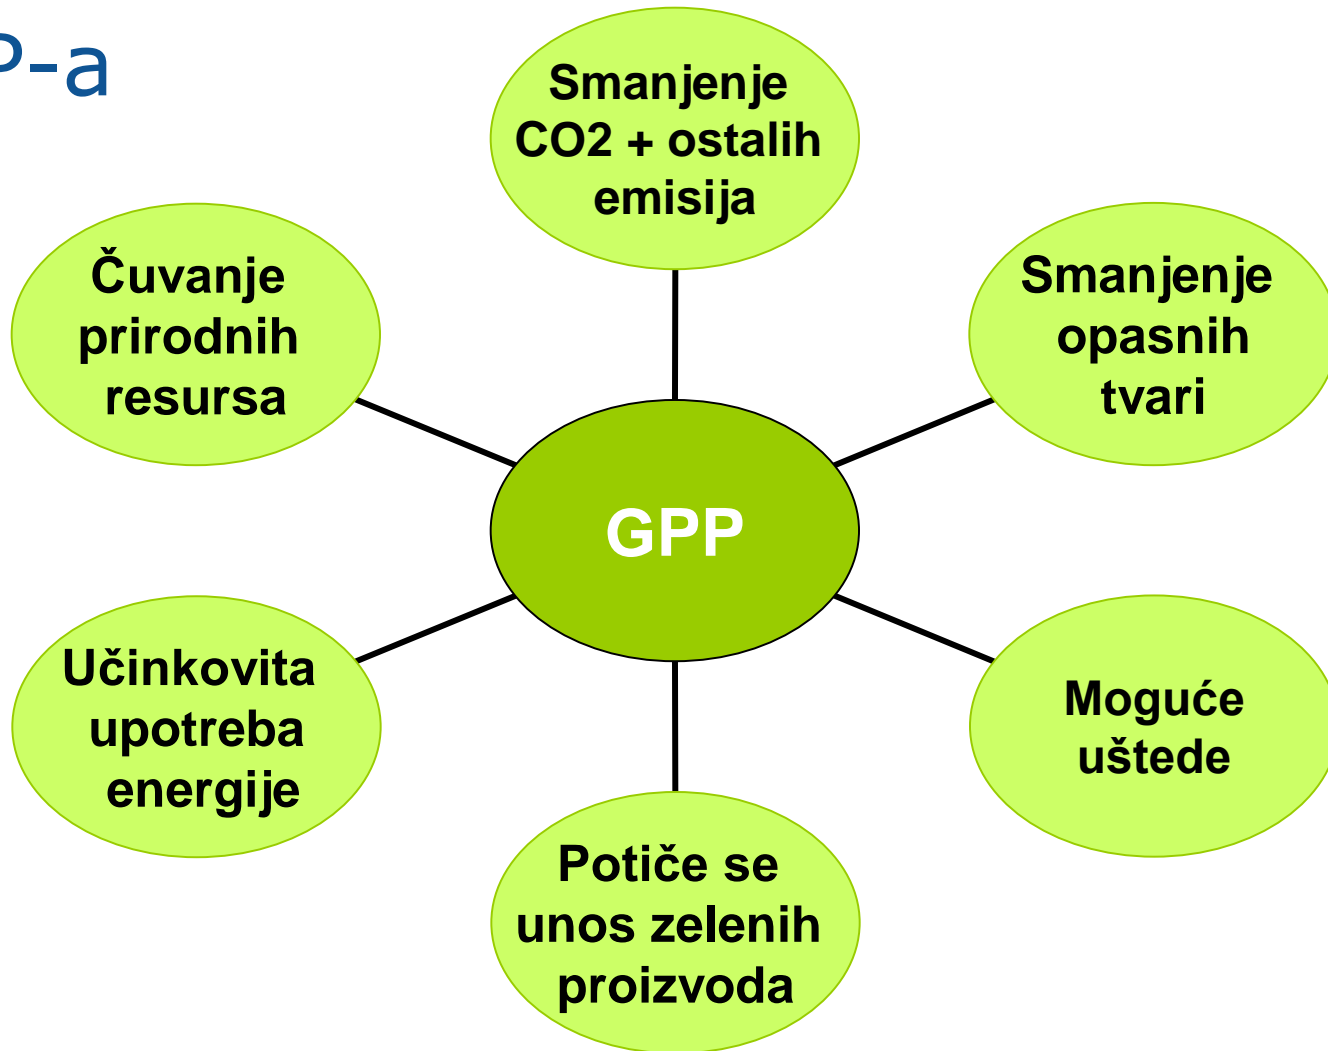 P-a
Smanjenje
CO2 + ostalih
emisija
Čuvanje
prirodnih
resursa
Smanjenje
opasnih
tvari
GPP
Učinkovita
upotreba
energije
Moguće
uštede
Potiče se
unos zelenih
proizvoda